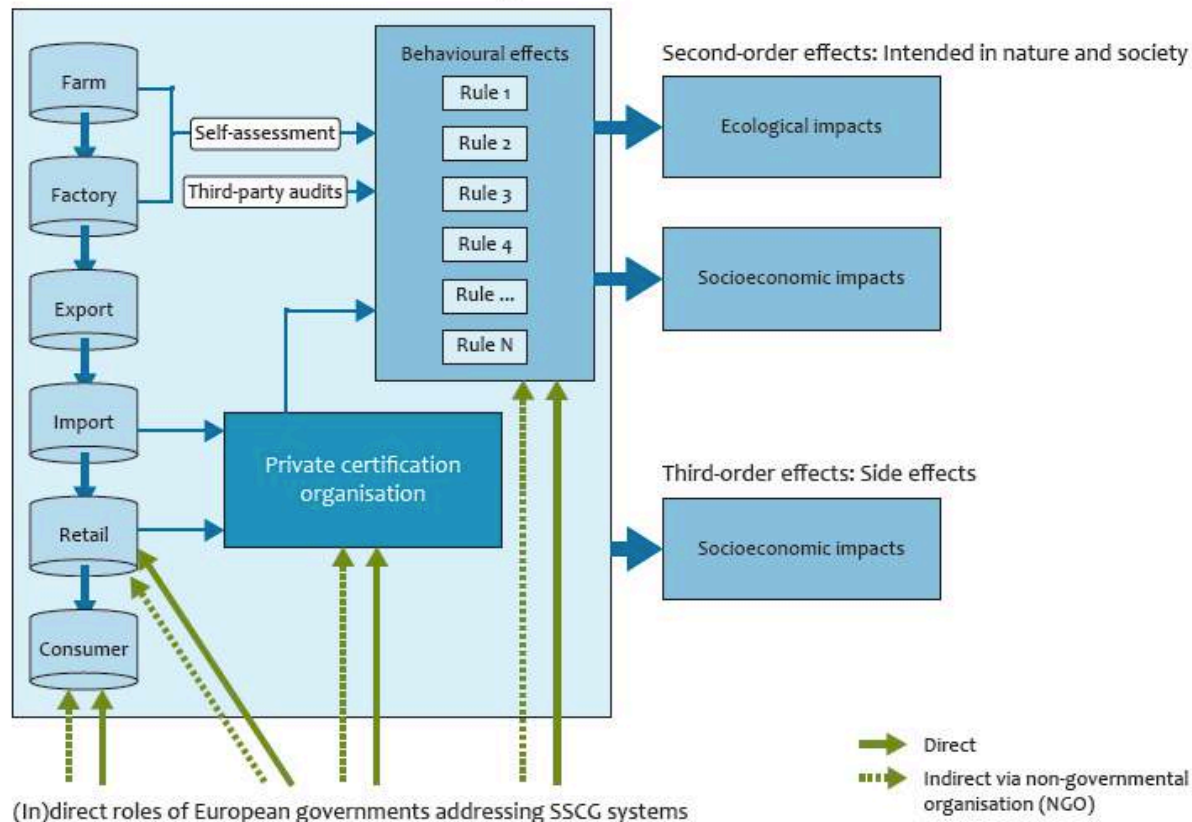 Farm
Factory
Export
Import
Retail
Consumer
Self-assessment
Third-party audits
Private certification
organisation
Behavioural effects
Rule 1
Rule 2
Rule 3
Rule 4
Rule ...
Rule N
Second-order effects: Intended in nature and society
Ecological impacts
Socioeconomic impacts
Third-order effects: Side effects
Socioeconomic impacts
Direct
Indirect via non-governmental
organisation (NGO)
(In)direct roles of European governments addressing SSCG systems